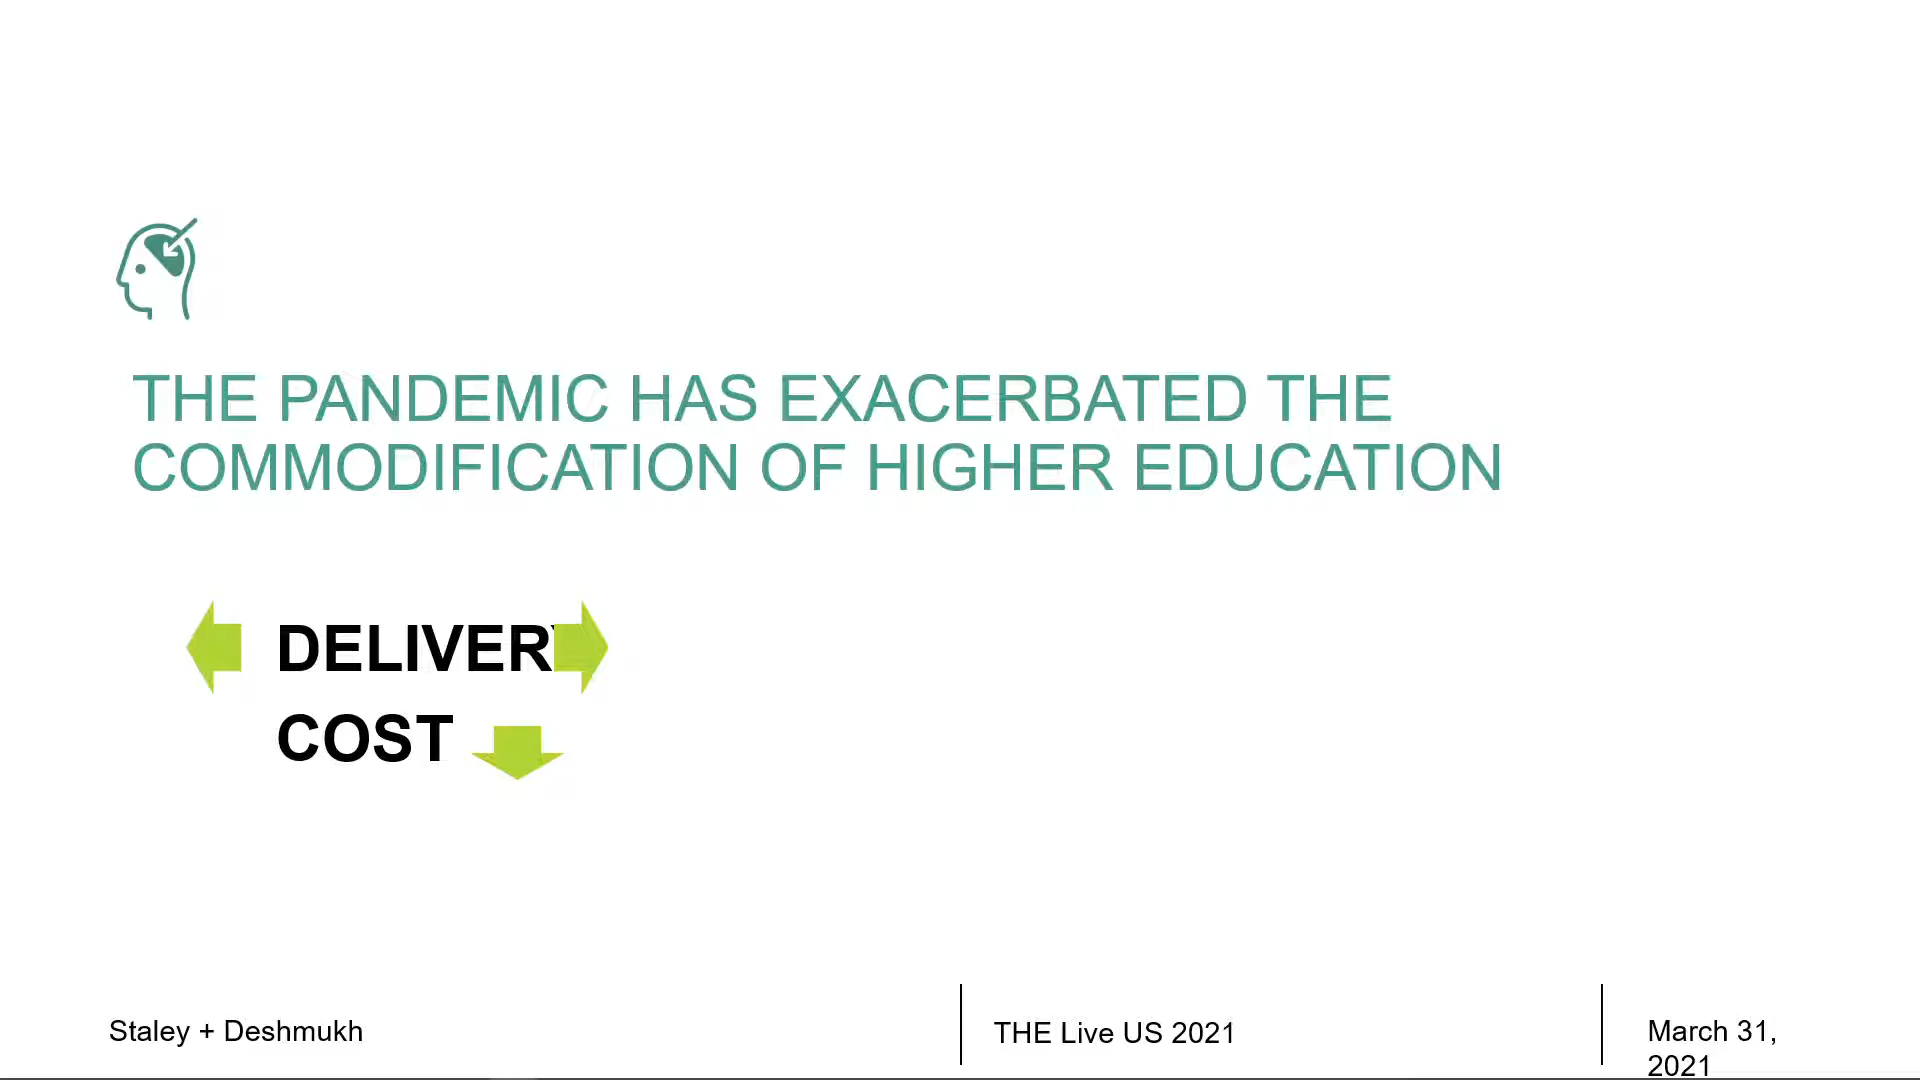 THE PANDEMIC HAS EXACERBATED THE
COMMODIFICATION OF HIGHER EDUCATION
DELIVERY
COST
Staley + Deshmukh
THE Live US 2021
March 31,
2021